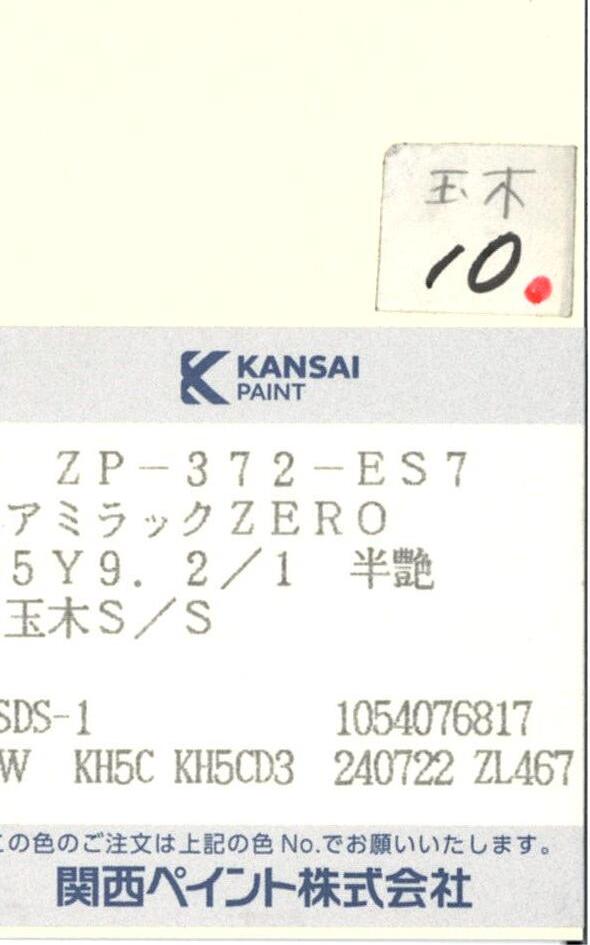 玉木
10.
KANSAI
PAINT
ZP-372-ES7
アミラックZERO
5Y9.2/1 半艶
玉木S/S
SDS-1 1054076817
W KH5C KH5CD3 240722 ZL467
この色のご注文は上記の色No.でお願いいたします。
関西ペイント株式会社